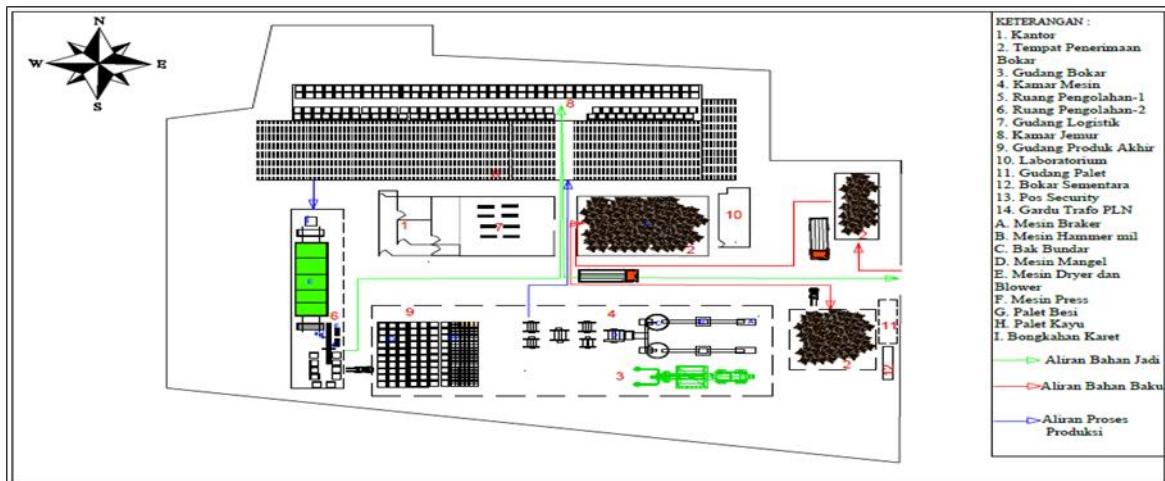 N
W
E
S
8
1
7
2
10
2
6
9
4
3
11
2
KETERANGAN :
1. Kantor
2. Tempat Penerimaan
Bokar
3. Gudang Bokar
4. Kamar Mesin
5. Ruang Pengolahan-1
6. Ruang Pengolahan-2
7. Gudang Logistik
8. Kamar Jemur
9. Gudang Produk Akhir
10. Laboratorium
11. Gudang Palet
12. Bokar Sementara
13. Pos Security
14. Gardu Trafo PLN
A. Mesin Braker
B. Mesin Hammer mil
C. Bak Bundar
D. Mesin Mangel
E. Mesin Dryer dan
Blower
F. Mesin Press
G. Palet Besi
H. Palet Kayu
I. Bongkahan Karet
Aliran Bahan Jadi
Aliran Bahan Baku
Aliran Proses
Produksi